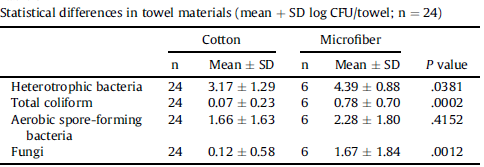 Statistical differences in towel materials (mean + SD log CFU/towel; n = 24)
Cotton Microfiber
n Mean ± SD n Mean ± SD P value
Heterotrophic bacteria 24 3.17 ± 1.29 6 4.39 ± 0.88 .0381
Total coliform 24 0.07 ± 0.23 6 0.78 ± 0.70 .0002
Aerobic spore-forming 24 1.66 ± 1.63 6 2.28 ± 1.80 .4152
bacteria
Fungi 24 0.12 ± 0.58 6 1.67 ± 1.84 .0012